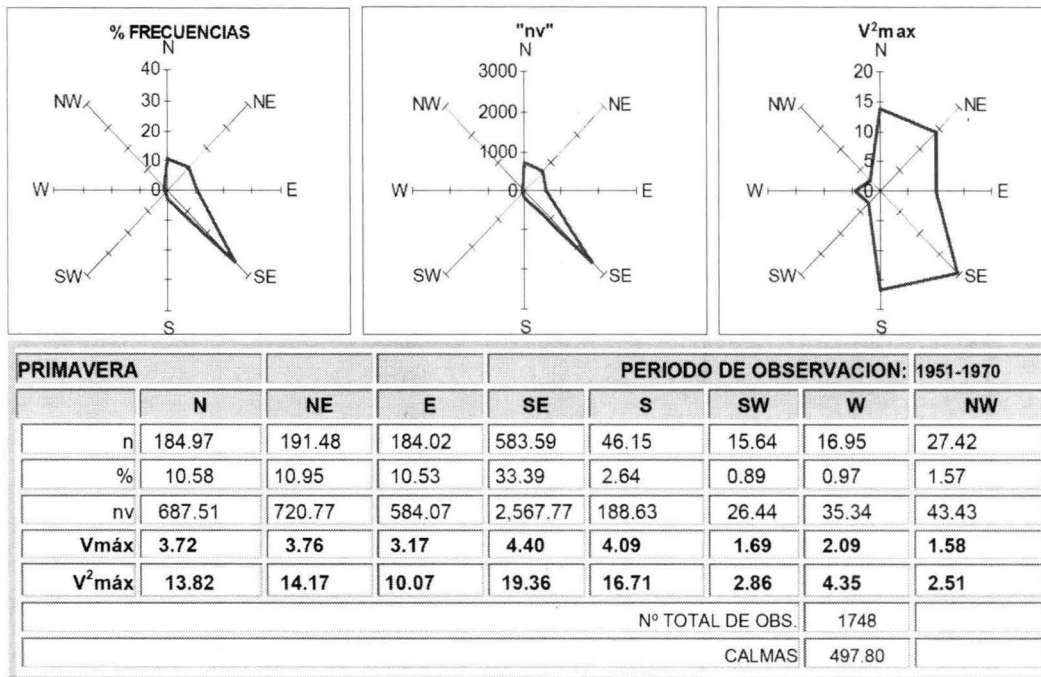 % FRECUENCIAS
N
40
30
20
10
0
NW
NE
W
E
SW
SE
S
"nv"
N
3000
2000
1000
0
NW
NE
W
E
SW
SE
S
V²max
N
20
15
10
5
0
NW
NE
W
E
SW
SE
S
PRIMAVERA PERIODO DE OBSERVACION: 1951-1970
N NE E SE S SW W NW
n 184.97 191.48 184.02 583.59 46.15 15.64 16.95 27.42
% 10.58 10.95 10.53 33.39 2.64 0.89 0.97 1.57
nv 687.51 720.77 584.07 2,567.77 188.63 26.44 35.34 43.43
Vmáx 3.72 3.76 3.17 4.40 4.09 1.69 2.09 1.58
V²máx 13.82 14.17 10.07 19.36 16.71 2.86 4.35 2.51
Nº TOTAL DE OBS. 1748
CALMAS 497.80